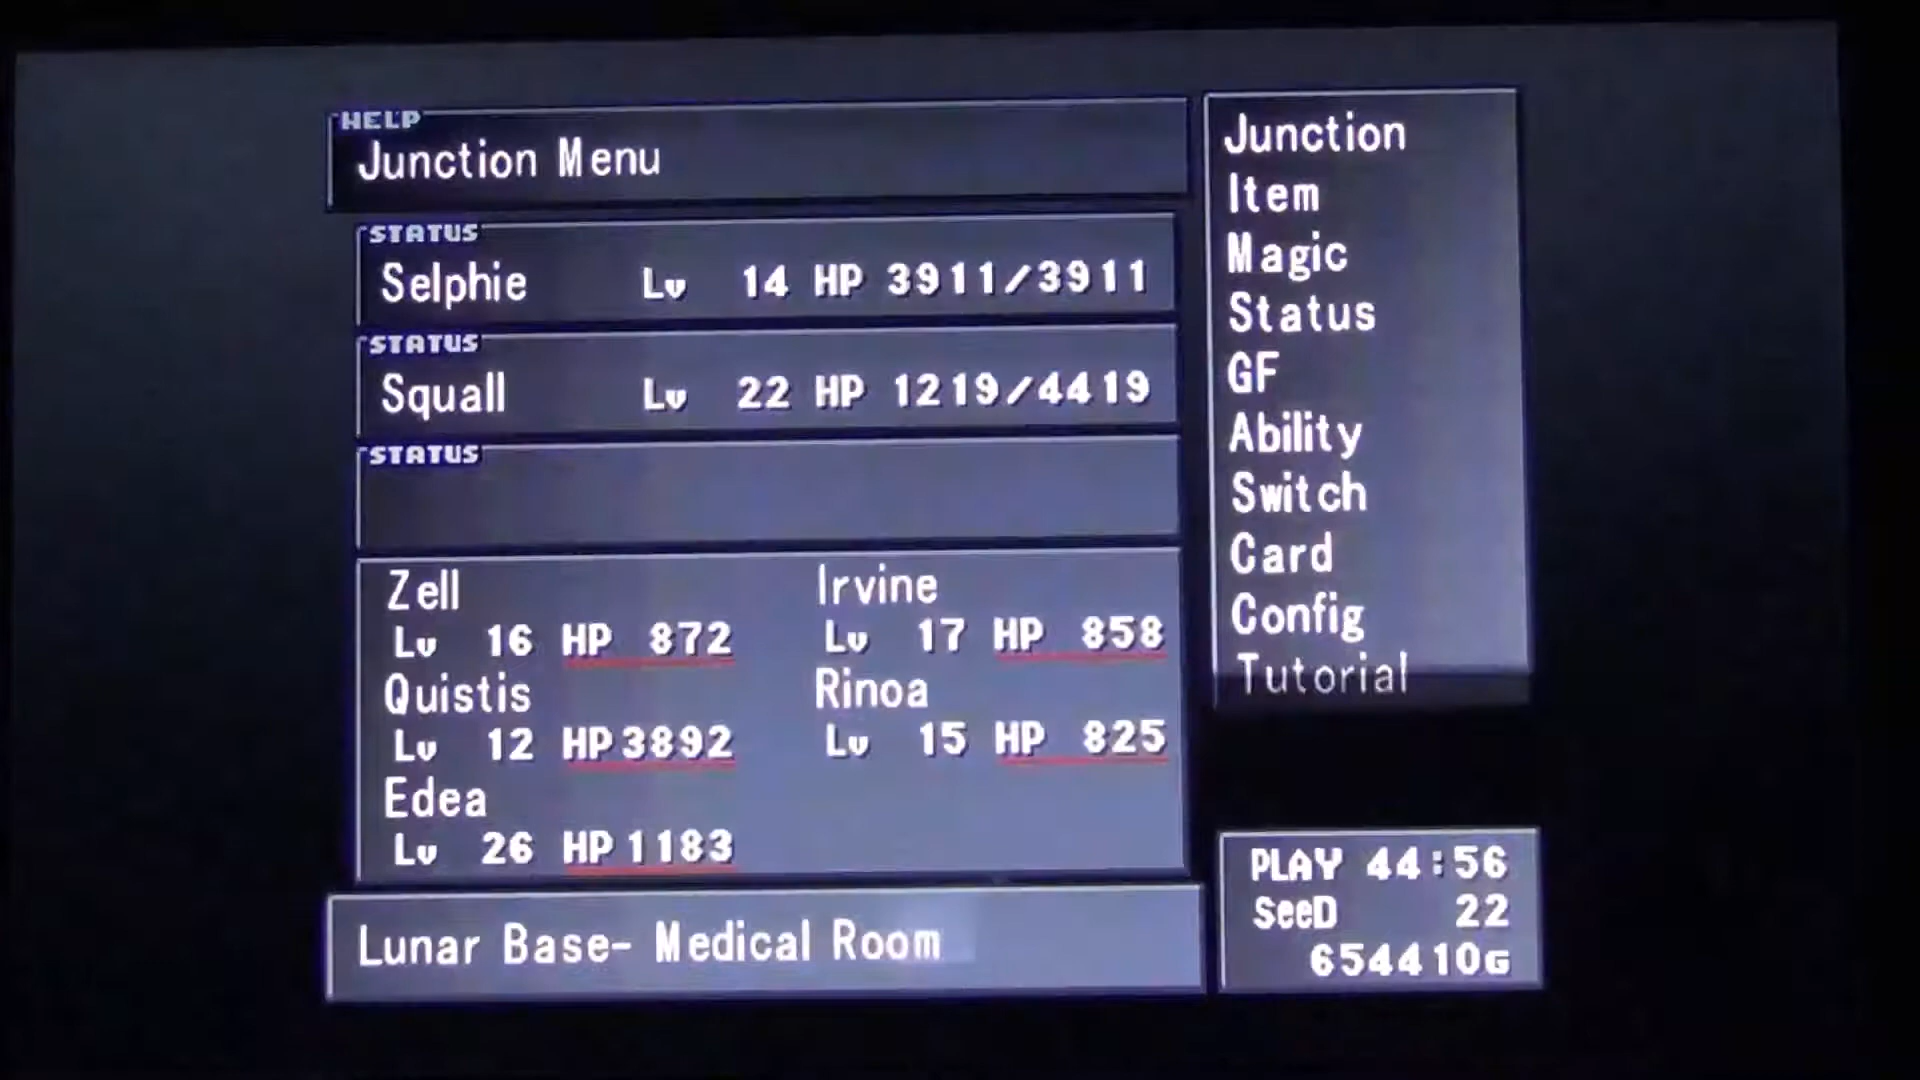 HELP
Junction Menu
STATUS
Selphie Lv 14 HP 3911/3911
STATUS
Squall Lv 22 HP 1219/4419
STATUS
Zell
Lv 16 HP 872
Irvine
Lv 17 HP 858
Quistis
Lv 12 HP 3892
Rinoa
Lv 15 HP 825
Edea
Lv 26 HP 1183
Lunar Base- Medical Room
Junction
Item
Magic
Status
GF
Ability
Switch
Card
Config
Tutorial
PLAY 44:56
SeeD 22
654410G